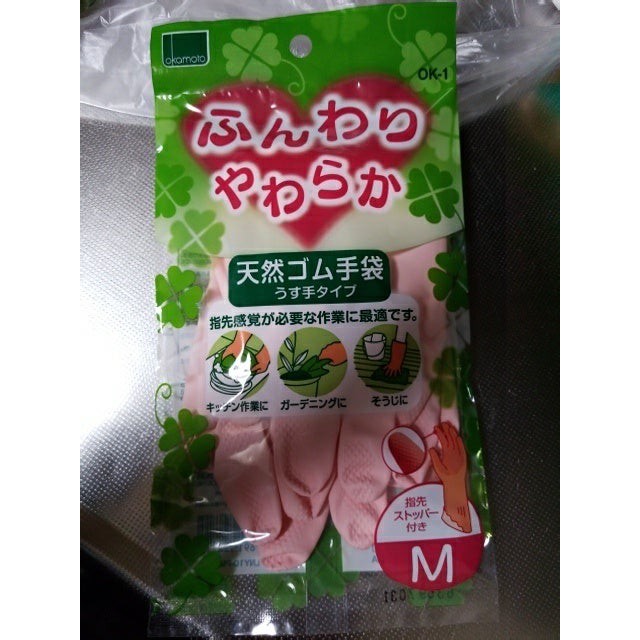 okamoto
OK-1
ふんわり
やわらか
天然ゴム手袋
うす手タイプ
指先感覚が必要な作業に最適です。
キッチン作業に
ガーデニングに
そうじに
指先
ストッパー
付き
M